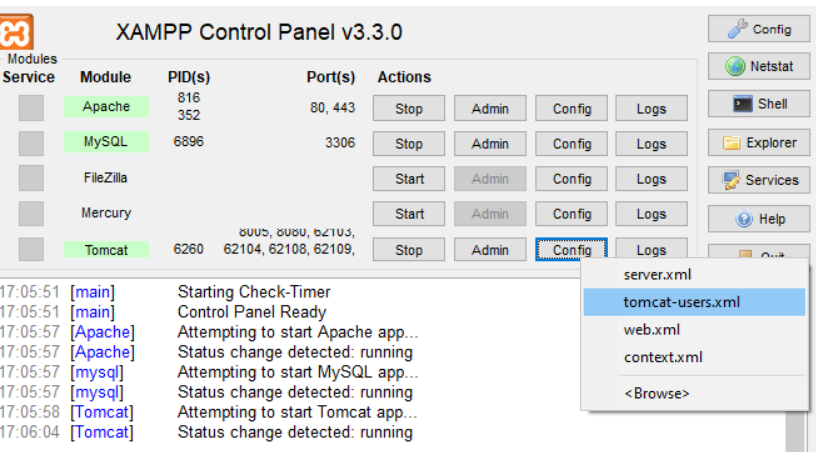 XAMPP Control Panel v3.3.0
Config
Modules
Service Module PID(s) Port(s) Actions
Netstat
Apache 816 352 80, 443 Stop Admin Config Logs
Shell
MySQL 6896 3306 Stop Admin Config Logs
Explorer
FileZilla Start Admin Config Logs
Services
Mercury Start Admin Config Logs
Help
8005, 8080, 62103,
Tomcat 6260 62104, 62108, 62109, Stop Admin Config Logs
Quit
server.xml
tomcat-users.xml
web.xml
context.xml
<Browse>
17:05:51 [main] Starting Check-Timer
17:05:51 [main] Control Panel Ready
17:05:57 [Apache] Attempting to start Apache app...
17:05:57 [Apache] Status change detected: running
17:05:57 [mysql] Attempting to start MySQL app...
17:05:57 [mysql] Status change detected: running
17:05:58 [Tomcat] Attempting to start Tomcat app...
17:06:04 [Tomcat] Status change detected: running